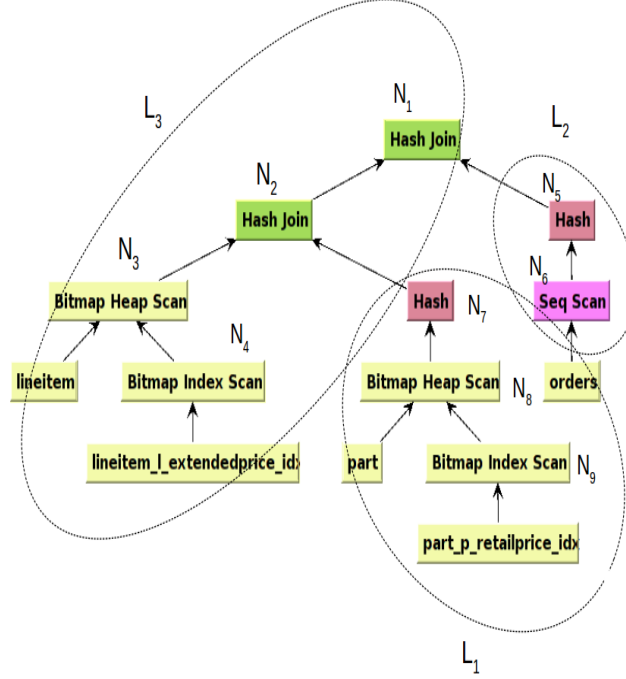 L3
N1
L2
Hash Join
N2
N5
Hash Join
Hash
N3
N6
Bitmap Heap Scan
Hash
N7
Seq Scan
N4
lineitem
Bitmap Index Scan
Bitmap Heap Scan
N8
orders
lineitem_l_extendedprice_idx
part
Bitmap Index Scan
N9
part_p_retailprice_idx
L1